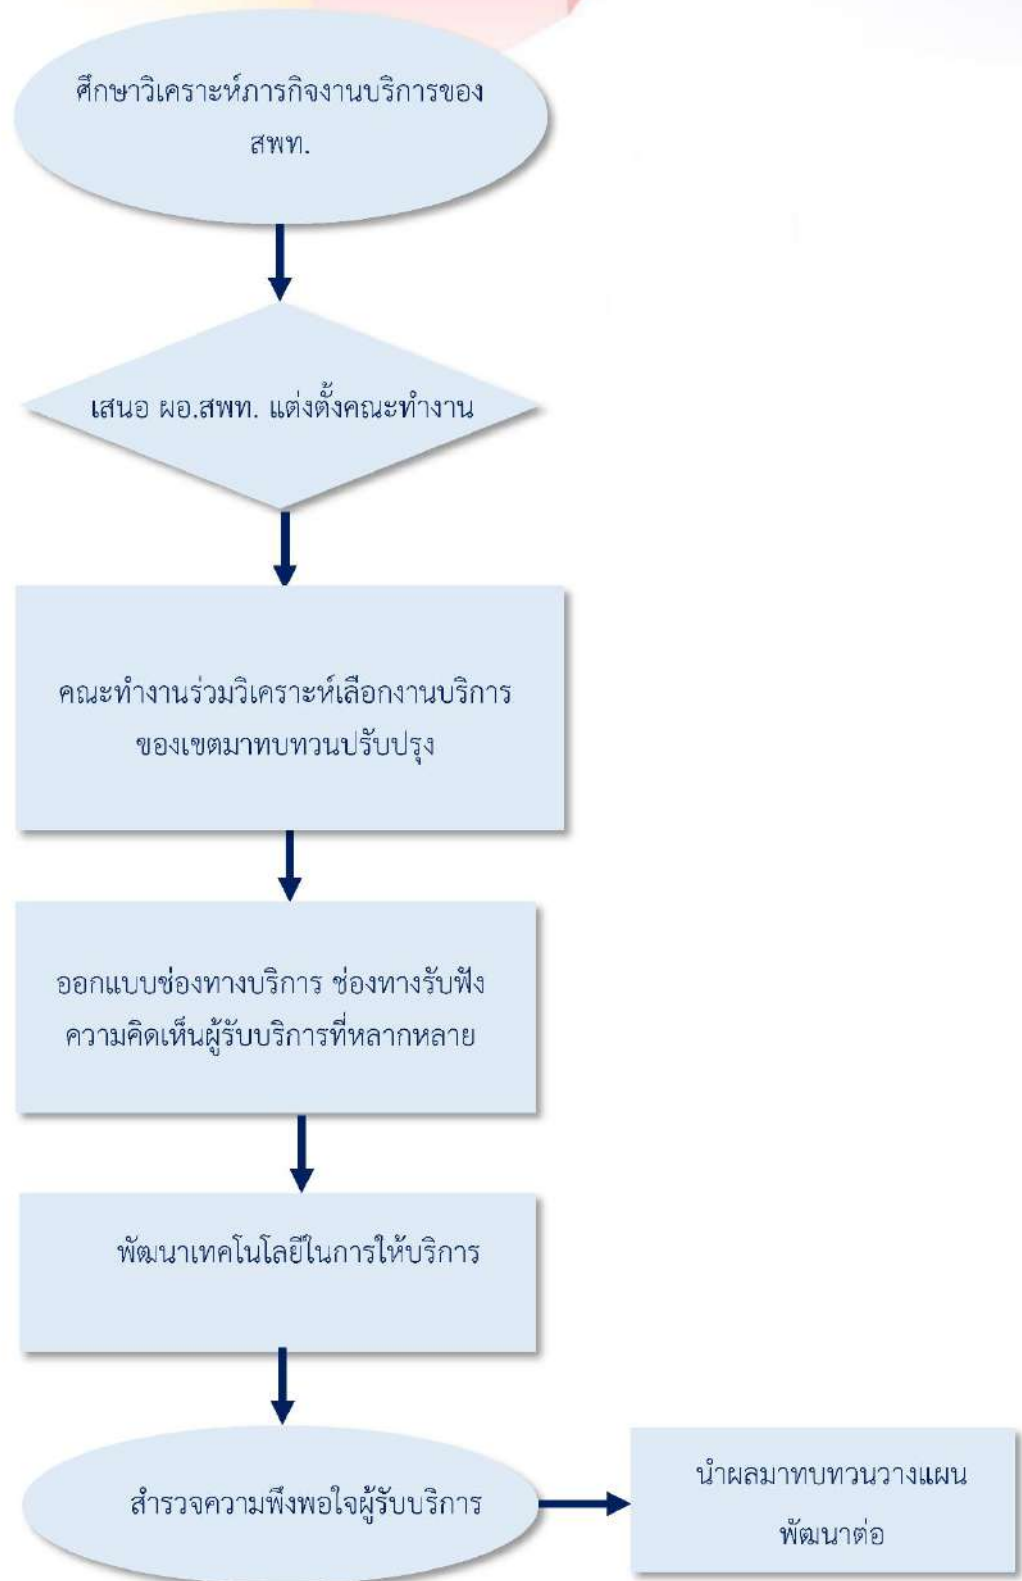 ศึกษาวิเคราะห์ภารกิจงานบริการของ
สพท.
เสนอ ผอ.สพท. แต่งตั้งคณะทำงาน
คณะทำงานร่วมวิเคราะห์เลือกงานบริการ
ของเขตมาทบทวนปรับปรุง
ออกแบบช่องทางบริการ ช่องทางรับฟัง
ความคิดเห็นผู้รับบริการที่หลากหลาย
พัฒนาเทคโนโลยีในการให้บริการ
สำรวจความพึงพอใจผู้รับบริการ
นำผลมาทบทวนวางแผน
พัฒนาต่อ